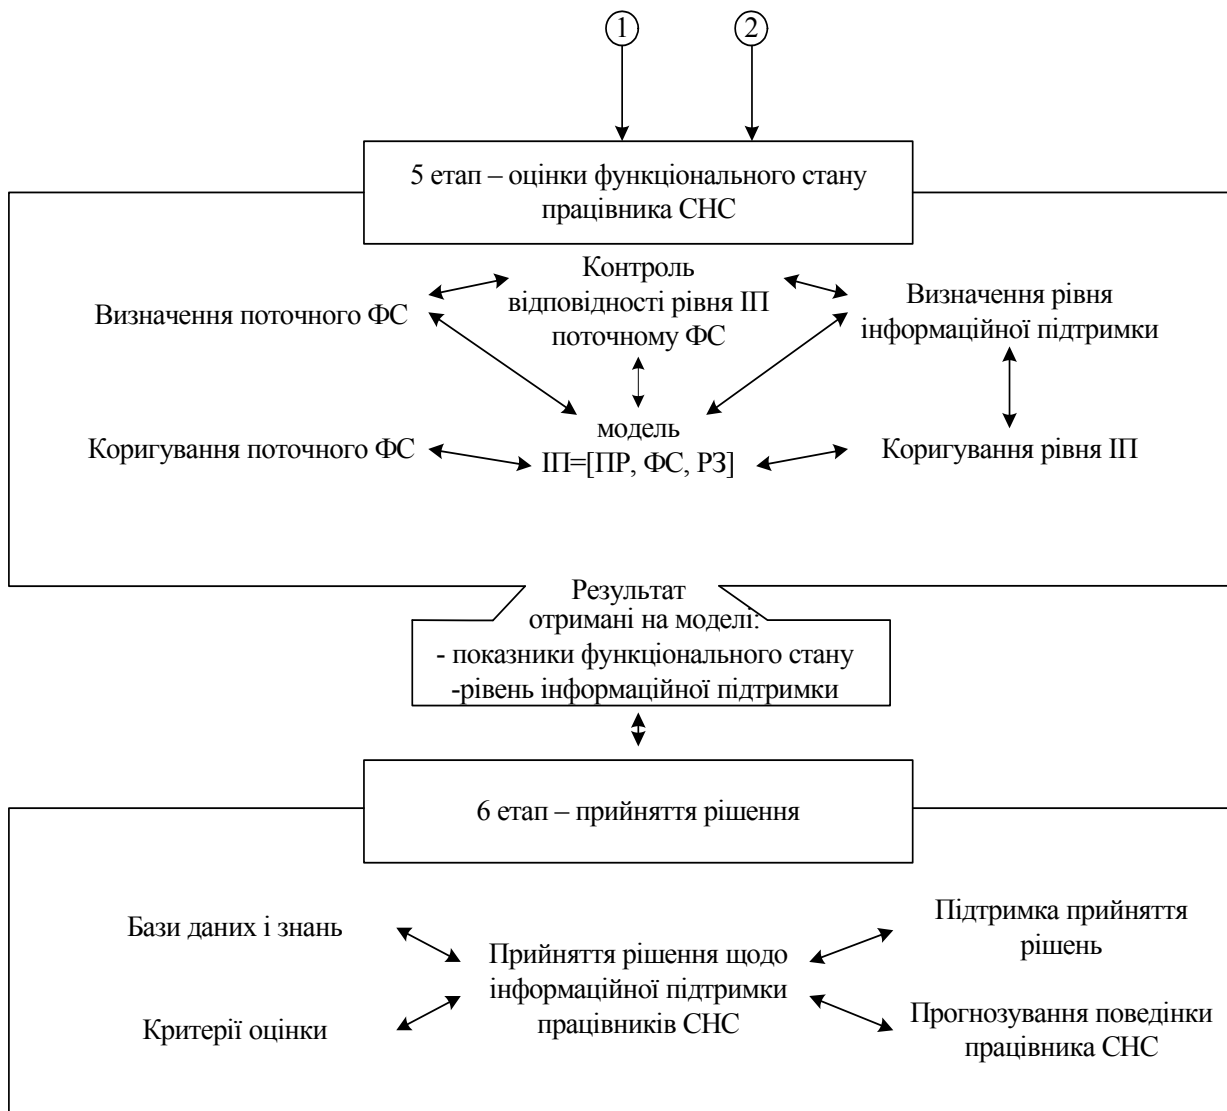 1
2
5 етап – оцінки функціонального стану
працівника СНС
Визначення поточного ФС
Контроль
відповідності рівня ІП
поточному ФС
Визначення рівня
інформаційної підтримки
Коригування поточного ФС
модель
ІП=[ПР, ФС, РЗ]
Коригування рівня ІП
Результат
отримані на моделі:
- показники функціонального стану
-рівень інформаційної підтримки
6 етап – прийняття рішення
Бази даних і знань
Критерії оцінки
Прийняття рішення щодо
інформаційної підтримки
працівників СНС
Підтримка прийняття
рішень
Прогнозування поведінки
працівника СНС